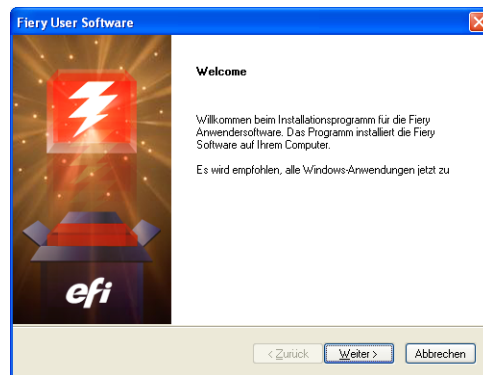 Fiery User Software
Welcome
Willkommen beim Installationsprogramm für die Fiery
Anwendersoftware. Das Programm installiert die Fiery
Software auf Ihrem Computer.
Es wird empfohlen, alle Windows-Anwendungen jetzt zu
efi
< Zurück
Weiter >
Abbrechen